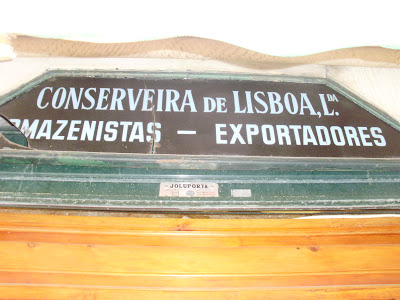 CONSERVEIRA DE LISBOA, L.DA
RMAZENISTAS — EXPORTADORES
- JOLUPORTA -